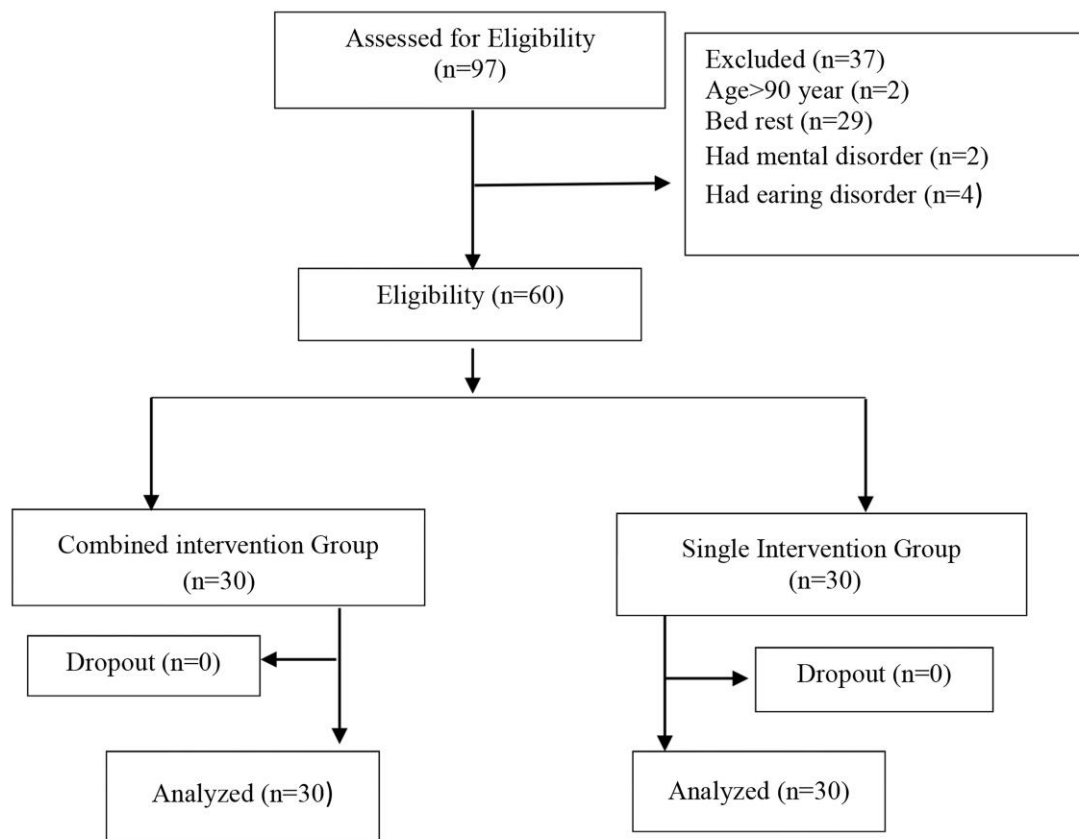 Assessed for Eligibility
(n=97)
Excluded (n=37)
Age>90 year (n=2)
Bed rest (n=29)
Had mental disorder (n=2)
Had earing disorder (n=4)
Eligibility (n=60)
Combined intervention Group
(n=30)
Single Intervention Group
(n=30)
Dropout (n=0)
Dropout (n=0)
Analyzed (n=30)
Analyzed (n=30)